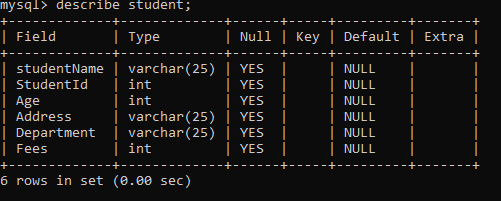 mysql> describe student;
+-------------+-------------+------+-----+---------+-------+
| Field       | Type        | Null | Key | Default | Extra |
+-------------+-------------+------+-----+---------+-------+
| studentName | varchar(25) | YES  |     | NULL    |       |
| StudentId   | int         | YES  |     | NULL    |       |
| Age         | int         | YES  |     | NULL    |       |
| Address     | varchar(25) | YES  |     | NULL    |       |
| Department  | varchar(25) | YES  |     | NULL    |       |
| Fees        | int         | YES  |     | NULL    |       |
+-------------+-------------+------+-----+---------+-------+
6 rows in set (0.00 sec)